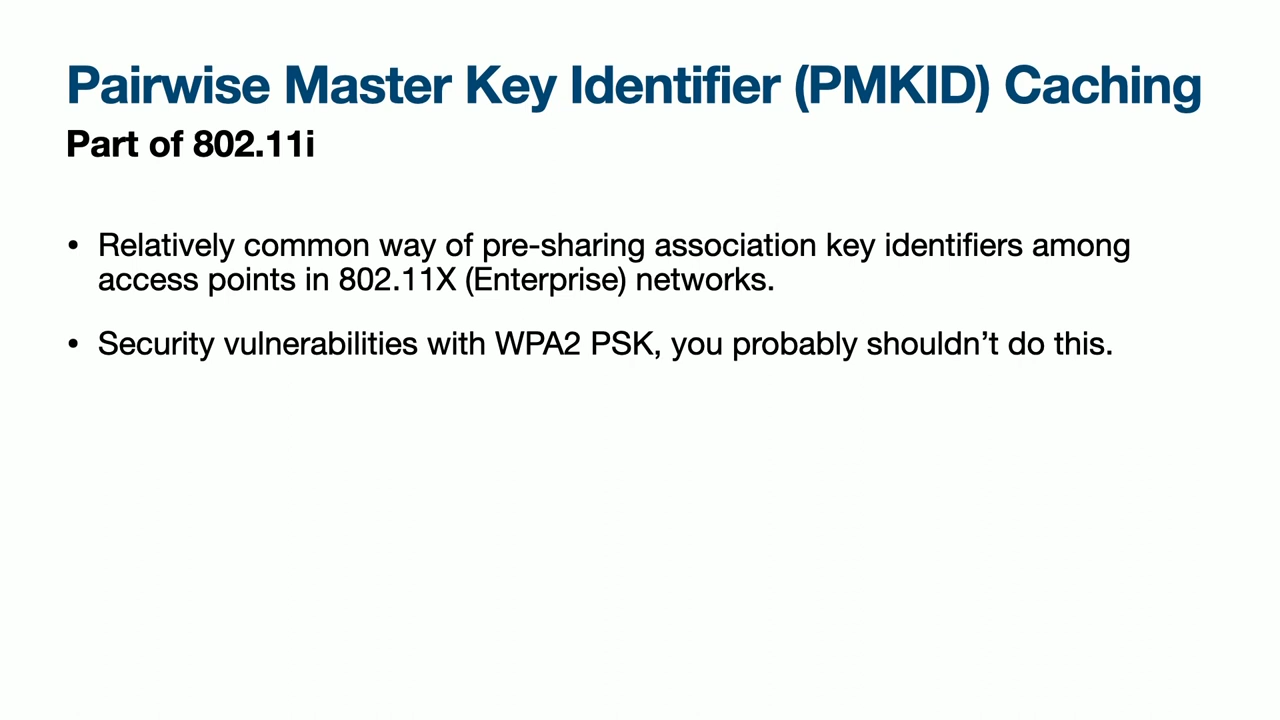 Pairwise Master Key Identifier (PMKID) Caching
Part of 802.11i
• Relatively common way of pre-sharing association key identifiers among
access points in 802.11X (Enterprise) networks.
• Security vulnerabilities with WPA2 PSK, you probably shouldn’t do this.